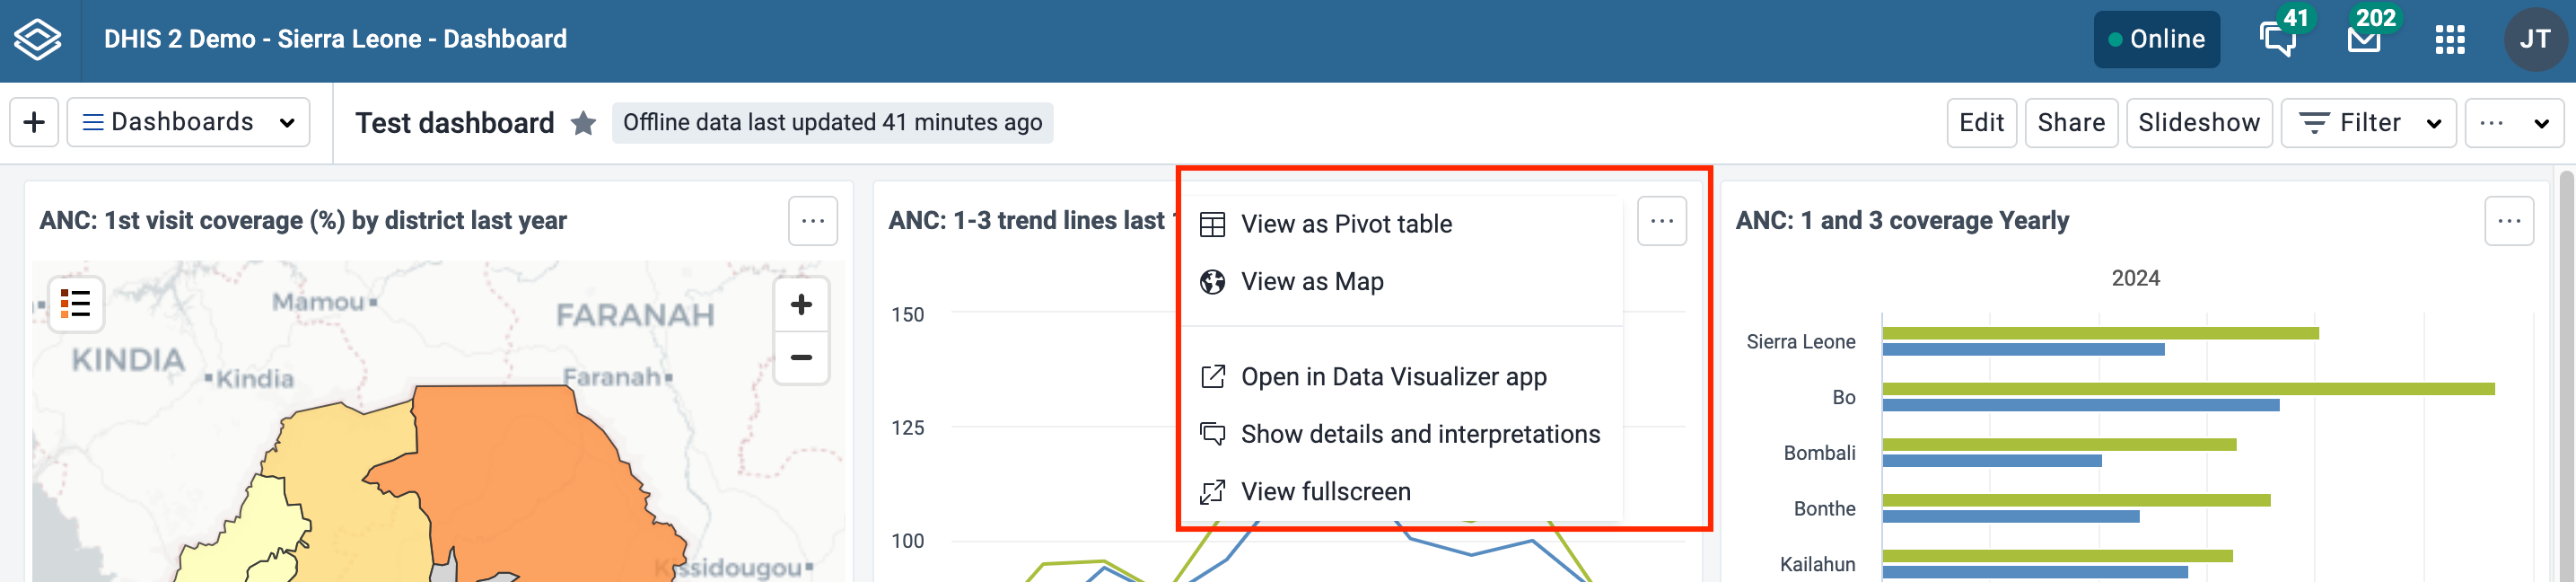 DHIS 2 Demo - Sierra Leone - Dashboard
Online
41
202
JT
Dashboards
Test dashboard
Offline data last updated 41 minutes ago
Edit
Share
Slideshow
Filter
ANC: 1st visit coverage (%) by district last year
Mamou
FARANAH
KINDIA
Kindia
Faranah
ssidougou
ANC: 1-3 trend lines last
150
125
100
View as Pivot table
View as Map
Open in Data Visualizer app
Show details and interpretations
View fullscreen
ANC: 1 and 3 coverage Yearly
2024
Sierra Leone
Bo
Bombali
Bonthe
Kailahun